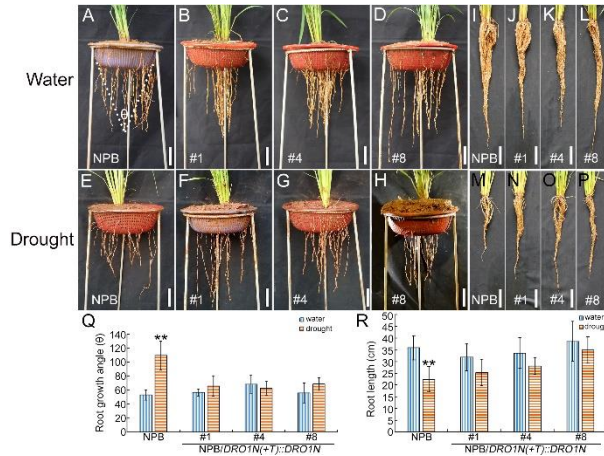 A B C D I J K L
Water
θ
NPB #1 #4 #8 NPB #1 #4 #8
E F G H M N O P
Drought
NPB #1 #4 #8 NPB #1 #4 #8
Q
Root growth angle (θ)
140
120
100
80
60
40
20
0
water
drought
**
NPB #1 #4 #8
NPB/DRO1N(+T)::DRO1N
R
Root length (cm)
50
45
40
35
30
25
20
15
10
5
0
water
drought
**
NPB #1 #4 #8
NPB/DRO1N(+T)::DRO1N